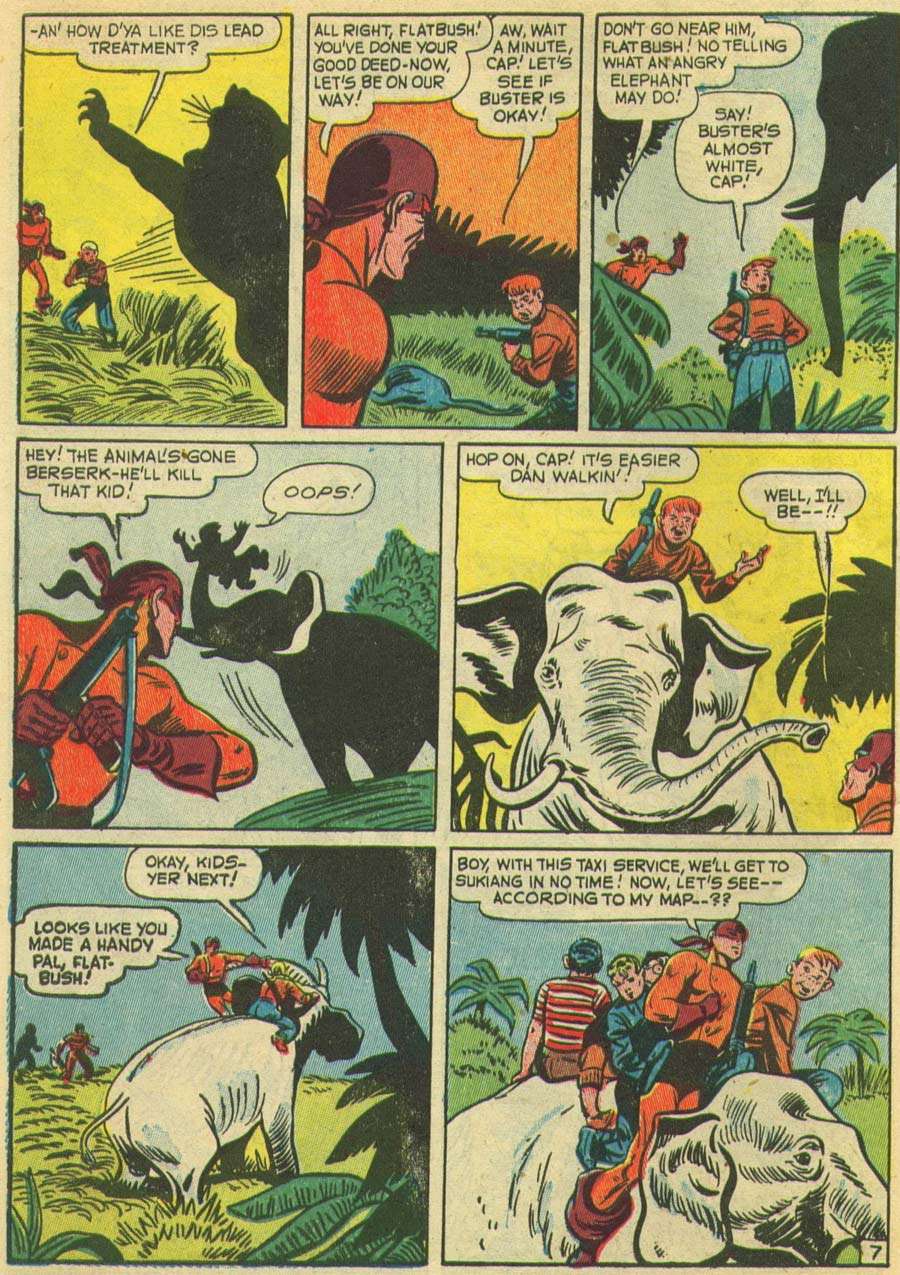 -AN' HOW D'YA LIKE DIS LEAD
TREATMENT?
ALL RIGHT, FLATBUSH!
YOU'VE DONE YOUR
GOOD DEED-NOW,
LET'S BE ON OUR
WAY!
AW, WAIT
A MINUTE,
CAP! LET'S
SEE IF
BUSTER IS
OKAY!
DON'T GO NEAR HIM,
FLATBUSH! NO TELLING
WHAT AN ANGRY
ELEPHANT
MAY DO!
SAY!
BUSTER'S
ALMOST
WHITE,
CAP!
HEY! THE ANIMAL'S GONE
BERSERK-HE'LL KILL
THAT KID!
OOPS!
HOP ON, CAP! IT'S EASIER
DAN WALKIN'!
WELL, I'LL
BE--!!
OKAY, KIDS-
YER NEXT!
LOOKS LIKE YOU
MADE A HANDY
PAL, FLAT-
BUSH!
BOY, WITH THIS TAXI SERVICE, WE'LL GET TO
SUKIANG IN NO TIME! NOW, LET'S SEE--
ACCORDING TO MY MAP--??
7